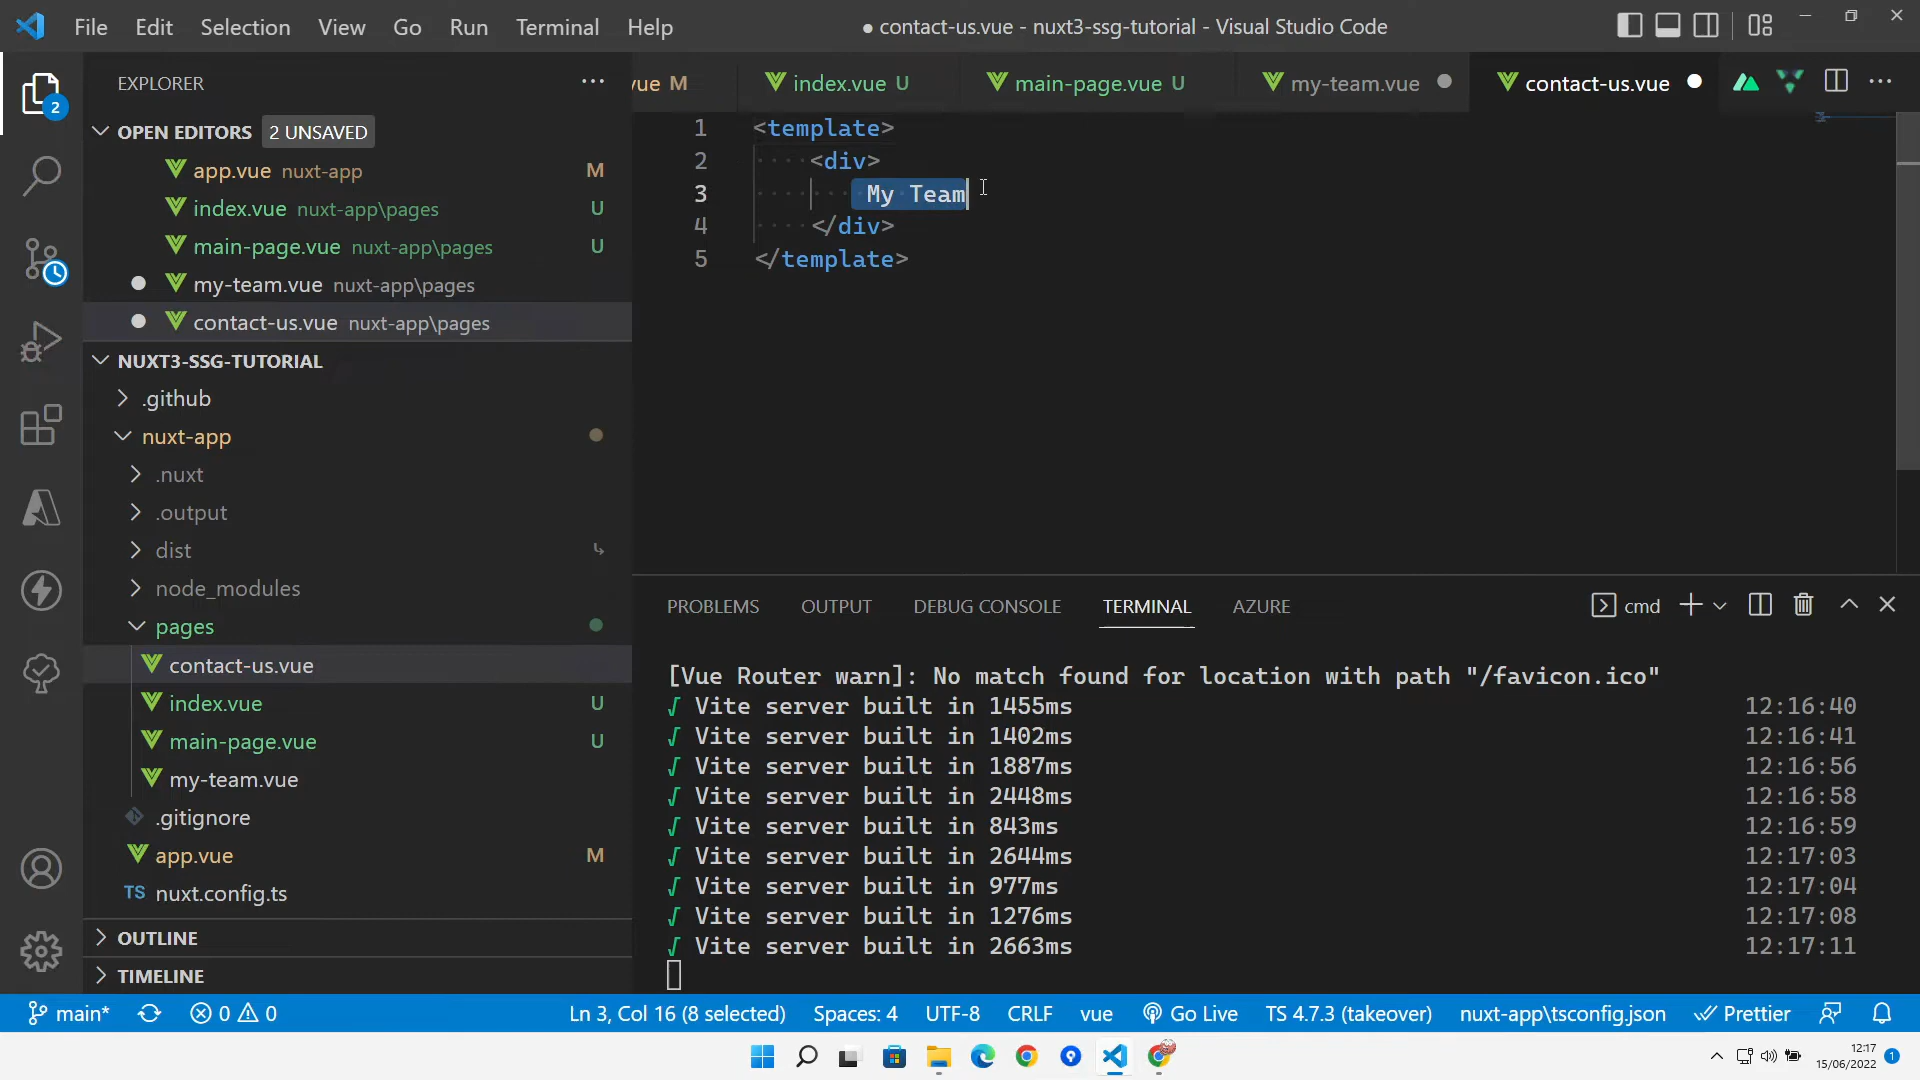 File Edit Selection View Go Run Terminal Help
● contact-us.vue - nuxt3-ssg-tutorial - Visual Studio Code
EXPLORER
OPEN EDITORS 2 UNSAVED
app.vue nuxt-app M
index.vue nuxt-app\pages U
main-page.vue nuxt-app\pages U
my-team.vue nuxt-app\pages
contact-us.vue nuxt-app\pages
NUXT3-SSG-TUTORIAL
.github
nuxt-app
.nuxt
.output
dist
node_modules
pages
contact-us.vue
index.vue U
main-page.vue U
my-team.vue
.gitignore
app.vue M
TS nuxt.config.ts
OUTLINE
TIMELINE
2
vue M
index.vue U
main-page.vue U
my-team.vue
contact-us.vue
1 <template>
2 <div>
3 My Team
4 </div>
5 </template>
PROBLEMS OUTPUT DEBUG CONSOLE TERMINAL AZURE
cmd
[Vue Router warn]: No match found for location with path "/favicon.ico"
√ Vite server built in 1455ms 12:16:40
√ Vite server built in 1402ms 12:16:41
√ Vite server built in 1887ms 12:16:56
√ Vite server built in 2448ms 12:16:58
√ Vite server built in 843ms 12:16:59
√ Vite server built in 2644ms 12:17:03
√ Vite server built in 977ms 12:17:04
√ Vite server built in 1276ms 12:17:08
√ Vite server built in 2663ms 12:17:11
main* 0 0 Ln 3, Col 16 (8 selected) Spaces: 4 UTF-8 CRLF vue Go Live TS 4.7.3 (takeover) nuxt-app\tsconfig.json Prettier
12:17
15/06/2022
1